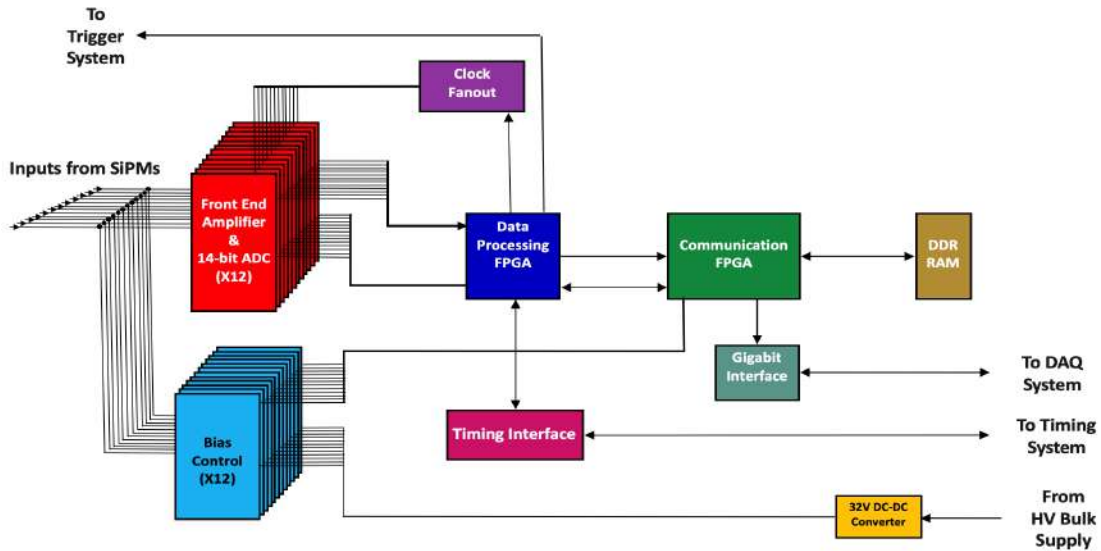 To
Trigger
System
Clock
Fanout
Inputs from SiPMs
Front End
Amplifier
&
14-bit ADC
(X12)
Data
Processing
FPGA
Communication
FPGA
DDR
RAM
Gigabit
Interface
To DAQ
System
Bias
Control
(X12)
Timing Interface
To Timing
System
32V DC-DC
Converter
From
HV Bulk
Supply